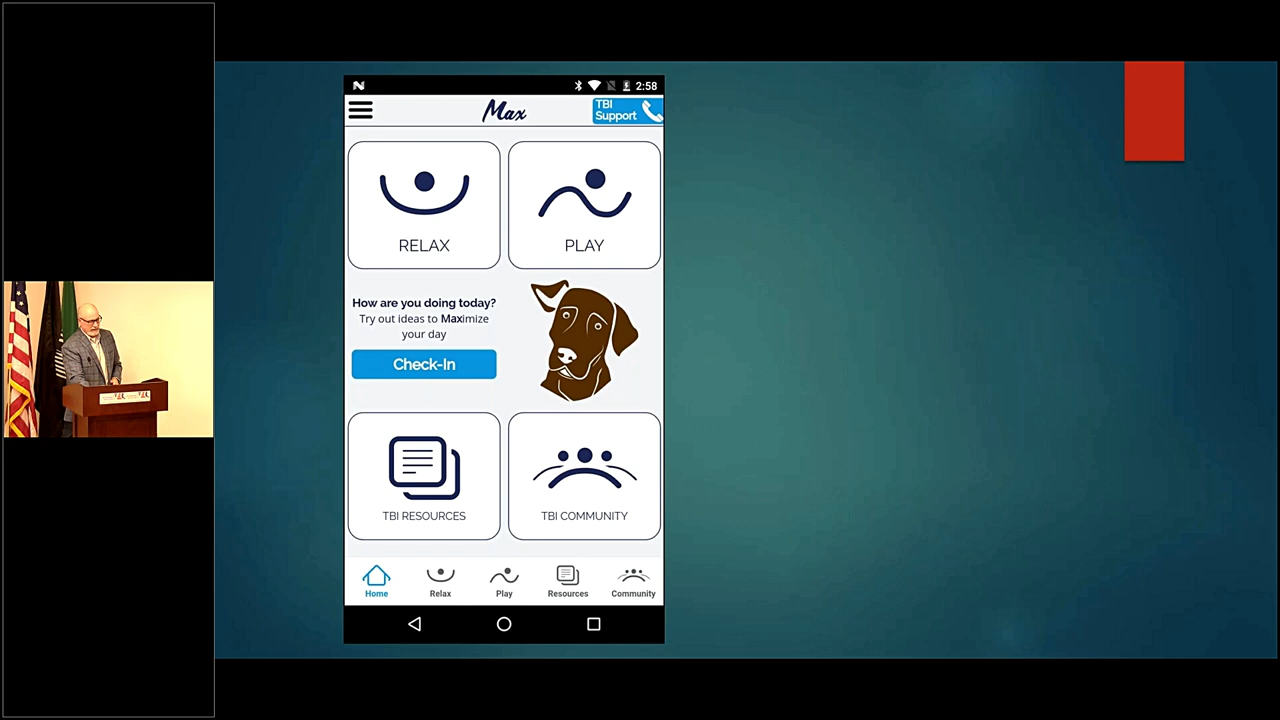 2:58
Max
TBI
Support
RELAX
PLAY
How are you doing today?
Try out ideas to Maximize
your day
Check-In
TBI RESOURCES
TBI COMMUNITY
Home
Relax
Play
Resources
Community